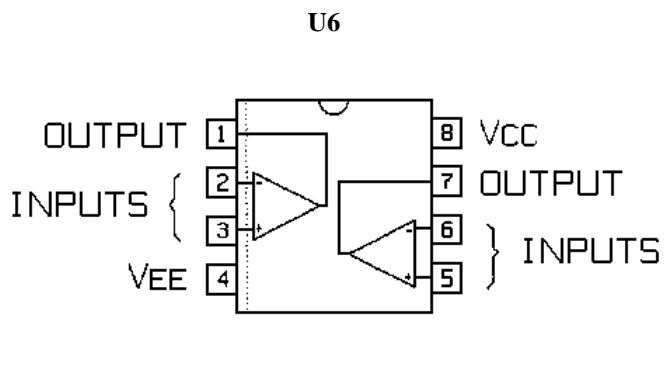 U6
OUTPUT 1 8 VCC
2 - 7 OUTPUT
INPUTS
3 + - 6
INPUTS
VEE 4 + 5